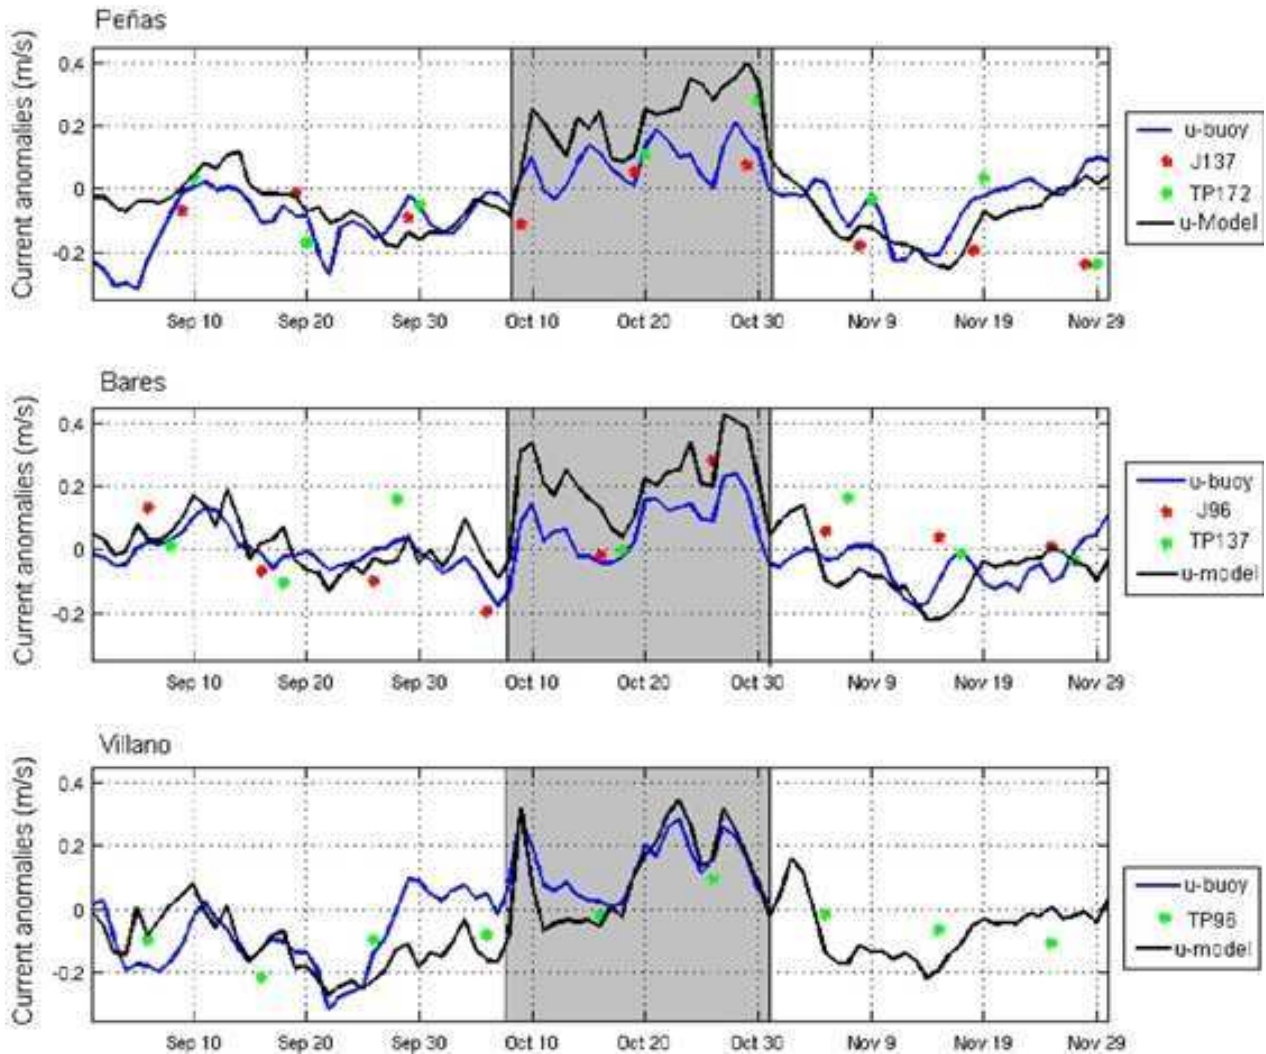 Peñas
Current anomalies (m/s)
0.4
0.2
0
-0.2
Sep 10 Sep 20 Sep 30 Oct 10 Oct 20 Oct 30 Nov 9 Nov 19 Nov 29
u-buoy
J137
TP172
u-Model
Bares
Current anomalies (m/s)
0.4
0.2
0
-0.2
Sep 10 Sep 20 Sep 30 Oct 10 Oct 20 Oct 30 Nov 9 Nov 19 Nov 29
u-buoy
J96
TP137
u-model
Villano
Current anomalies (m/s)
0.4
0.2
0
-0.2
Sep 10 Sep 20 Sep 30 Oct 10 Oct 20 Oct 30 Nov 9 Nov 19 Nov 29
u-buoy
TP96
u-model